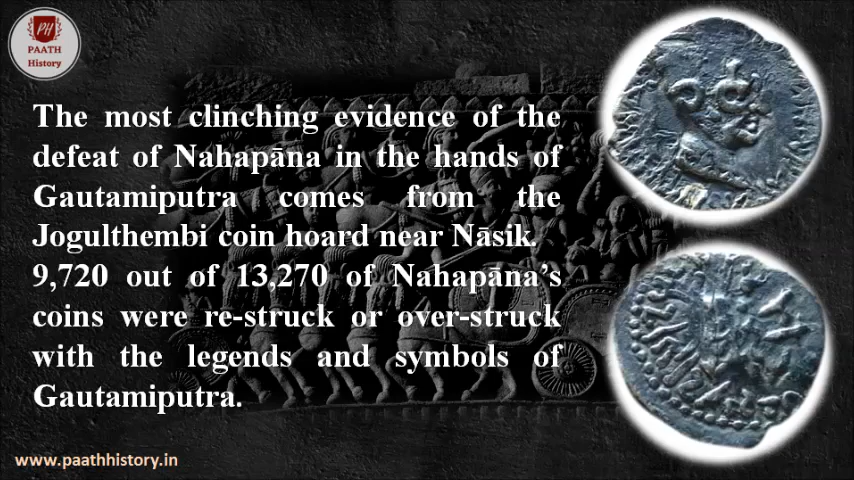 PH
PAATH
History
The most clinching evidence of the
defeat of Nahapāna in the hands of
Gautamiputra comes from the
Jogulthembi coin hoard near Nāsik.
9,720 out of 13,270 of Nahapāna’s
coins were re-struck or over-struck
with the legends and symbols of
Gautamiputra.
www.paathhistory.in